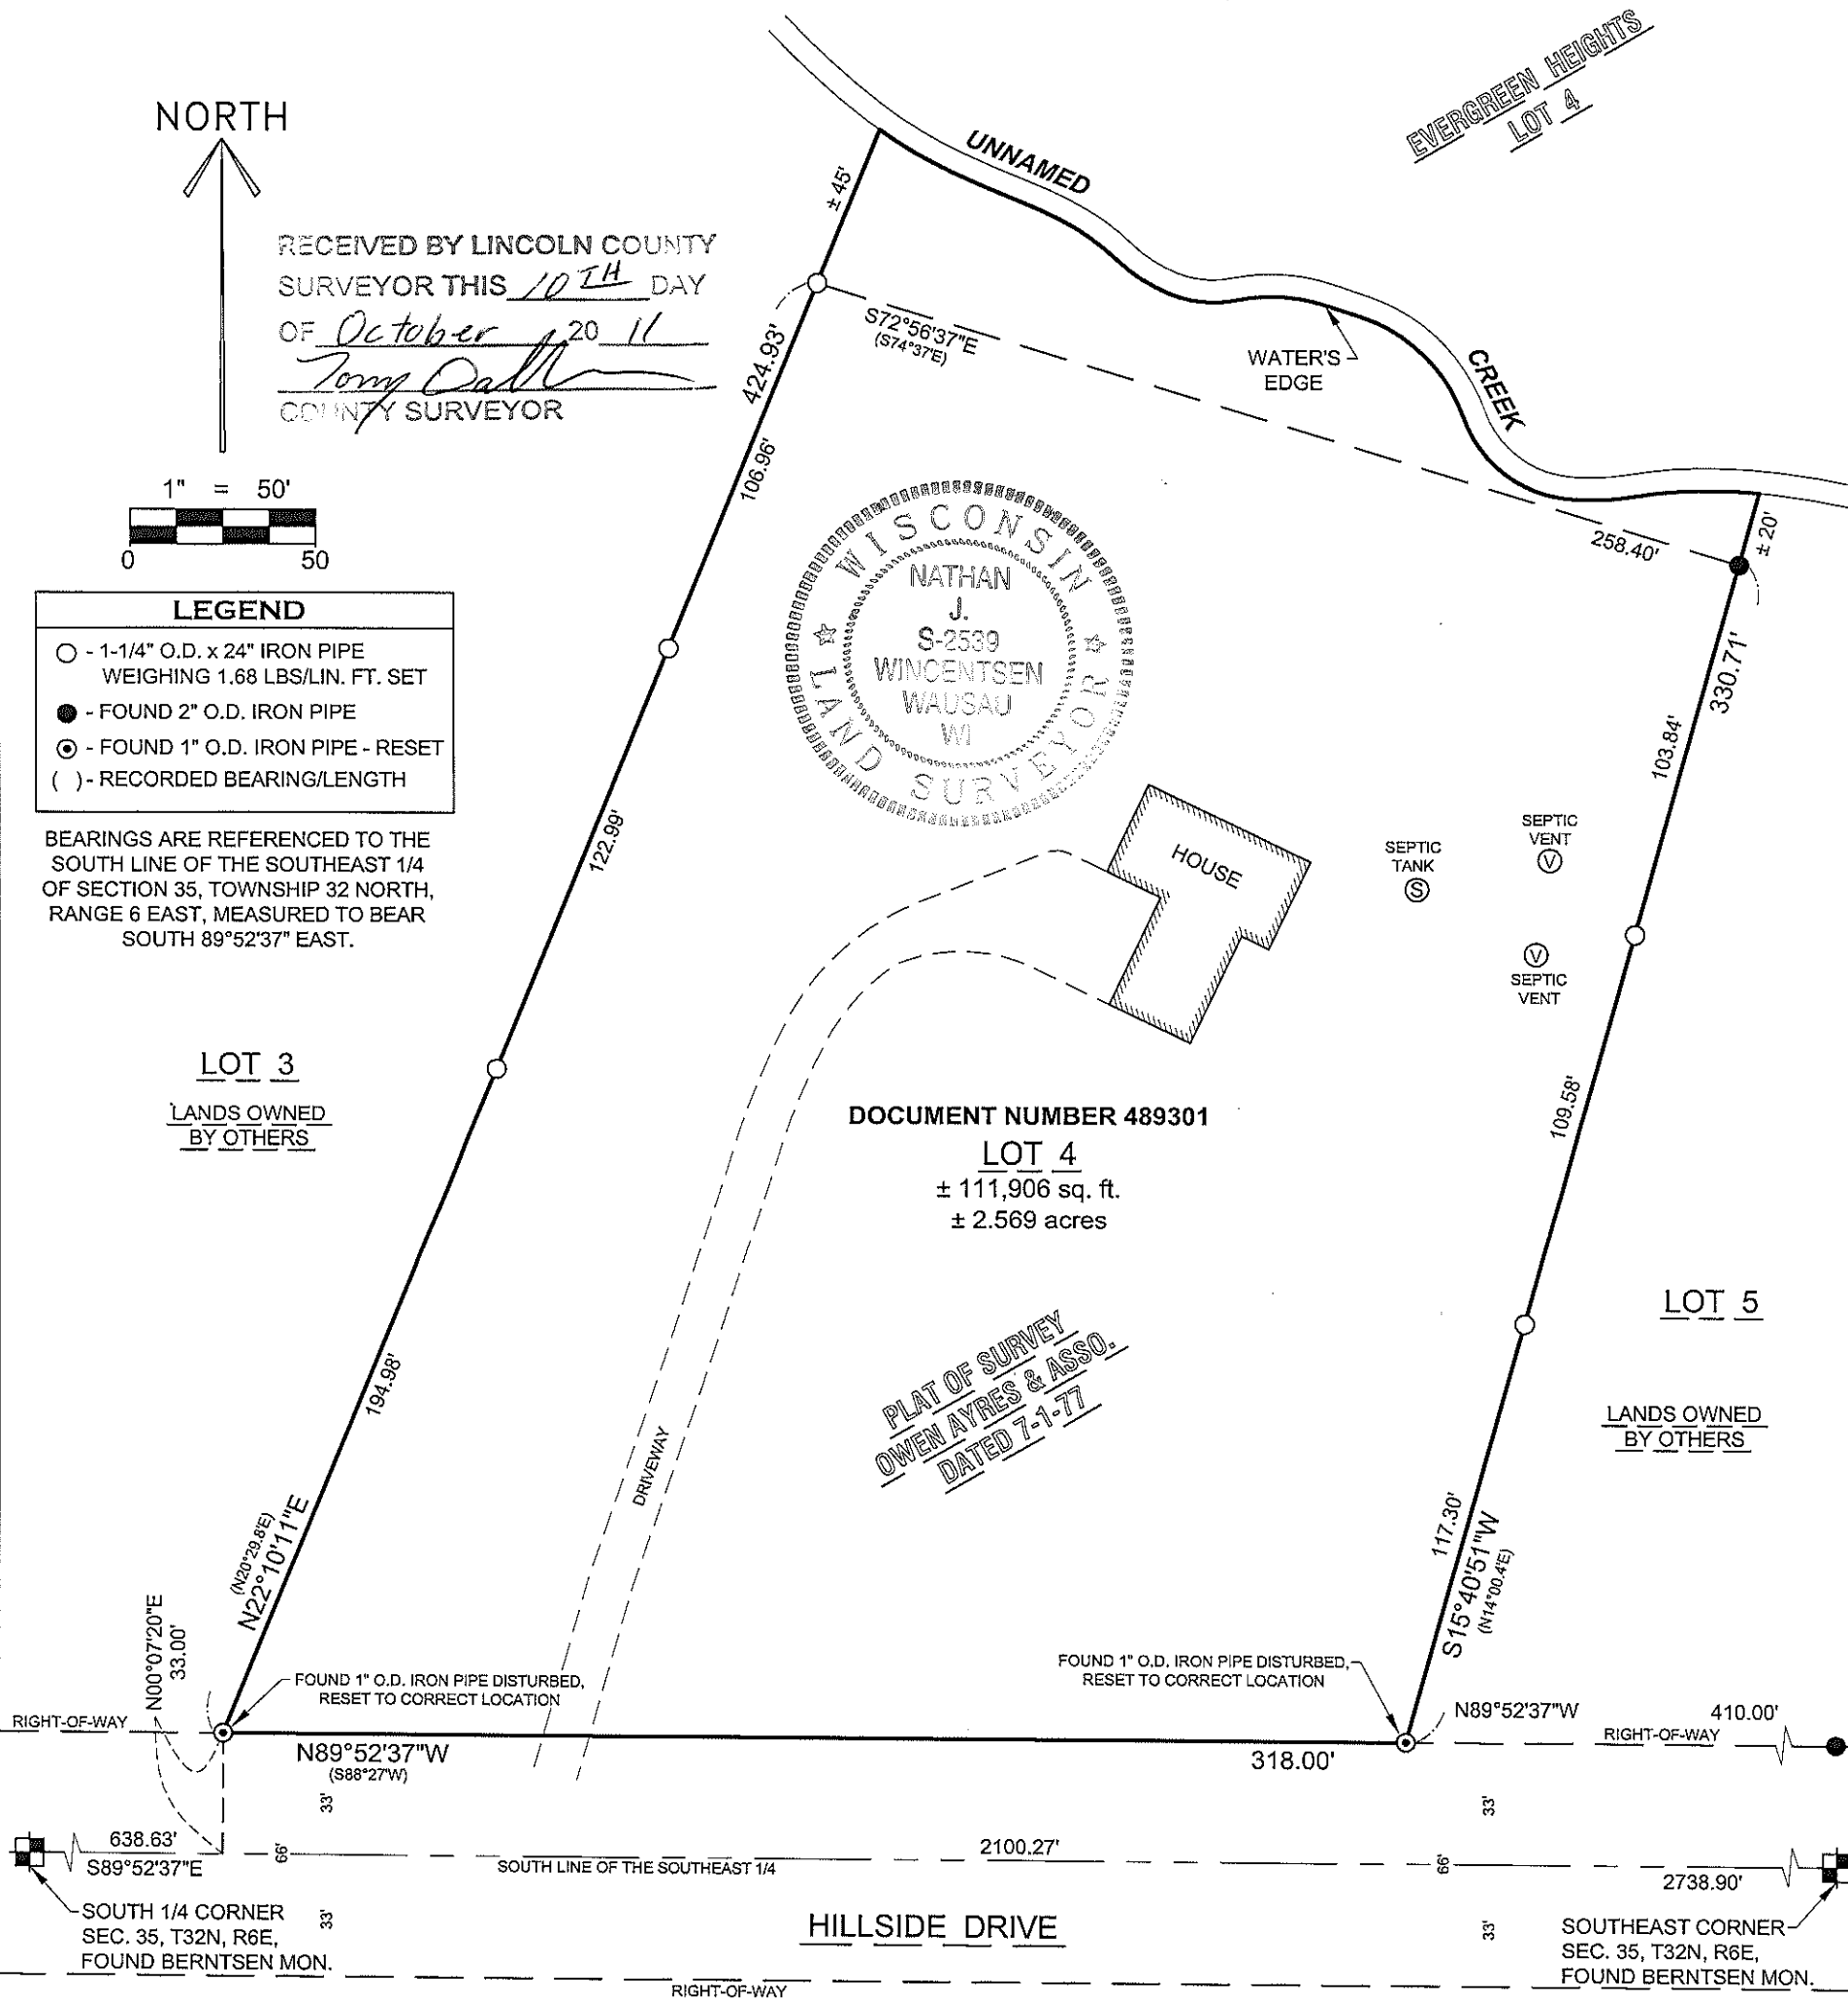 NORTH
RECEIVED BY LINCOLN COUNTY
SURVEYOR THIS 10TH DAY
OF October 20 11
COUNTY SURVEYOR
1" = 50'
0 50
LEGEND
- 1-1/4" O.D. x 24" IRON PIPE
WEIGHING 1.68 LBS/LIN. FT. SET
- FOUND 2" O.D. IRON PIPE
- FOUND 1" O.D. IRON PIPE - RESET
( ) - RECORDED BEARING/LENGTH
BEARINGS ARE REFERENCED TO THE
SOUTH LINE OF THE SOUTHEAST 1/4
OF SECTION 35, TOWNSHIP 32 NORTH,
RANGE 6 EAST, MEASURED TO BEAR
SOUTH 89°52'37" EAST.
EVERGREEN HEIGHTS
LOT 4
UNNAMED
CREEK
WATER'S
EDGE
± 45'
424.93'
S72°56'37"E
(S74°37'E)
258.40'
± 20'
106.96'
122.99'
194.98'
330.71'
103.84'
109.58'
117.30'
WISCONSIN
NATHAN
J.
S-2539
WINCENTSEN
WAUSAU
WI
LAND SURVEYOR
HOUSE
SEPTIC
TANK
S
SEPTIC
VENT
V
V
SEPTIC
VENT
LOT 3
LANDS OWNED
BY OTHERS
DOCUMENT NUMBER 489301
LOT 4
± 111,906 sq. ft.
± 2.569 acres
LOT 5
LANDS OWNED
BY OTHERS
PLAT OF SURVEY
OWEN AYRES & ASSO.
DATED 7-1-77
DRIVEWAY
(N20°29.8'E)
N22°10'11"E
S15°40'51"W
(N14°00.4'E)
N00°07'20"E
33.00'
FOUND 1" O.D. IRON PIPE DISTURBED,
RESET TO CORRECT LOCATION
FOUND 1" O.D. IRON PIPE DISTURBED,
RESET TO CORRECT LOCATION
RIGHT-OF-WAY
N89°52'37"W
(S88°27'W)
318.00'
N89°52'37"W
410.00'
RIGHT-OF-WAY
33'
33'
638.63'
S89°52'37"E
66'
SOUTH LINE OF THE SOUTHEAST 1/4
2100.27'
66'
2738.90'
SOUTH 1/4 CORNER
SEC. 35, T32N, R6E,
FOUND BERNTSEN MON.
33'
HILLSIDE DRIVE
33'
SOUTHEAST CORNER
SEC. 35, T32N, R6E,
FOUND BERNTSEN MON.
RIGHT-OF-WAY